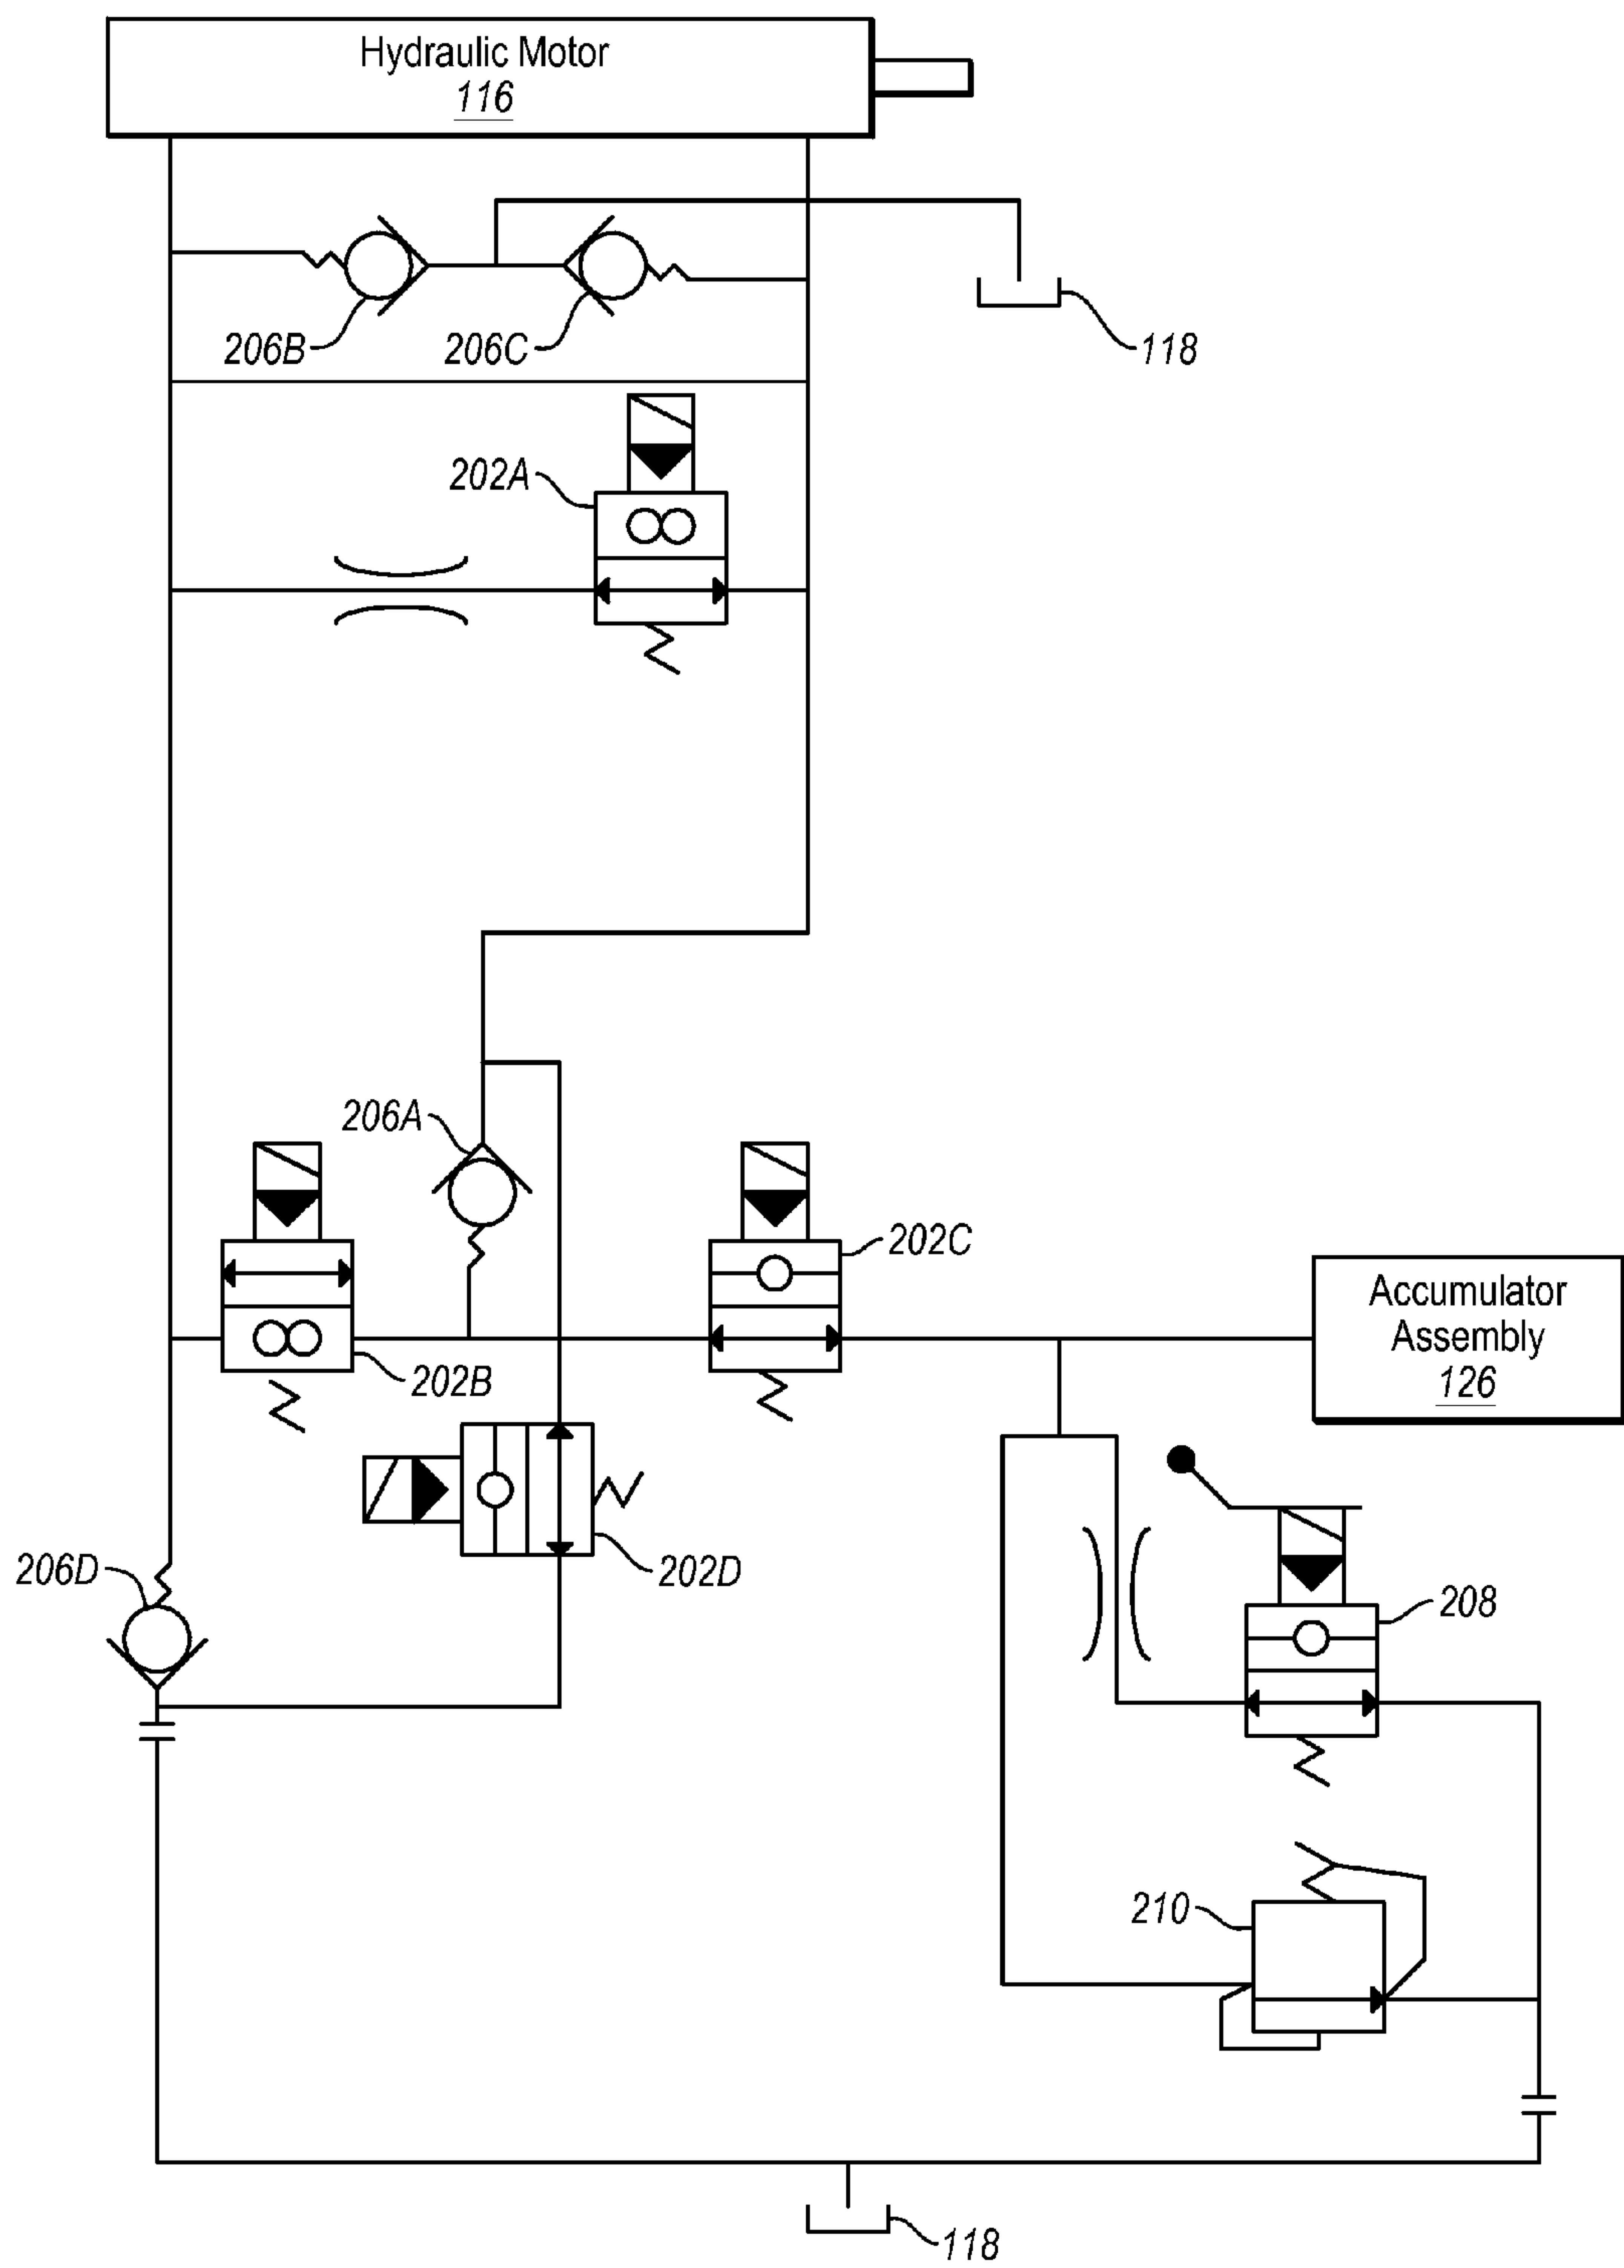 Hydraulic Motor
116
206B
206C
118
202A
206A
202C
Accumulator
Assembly
126
202B
206D
202D
208
210
118